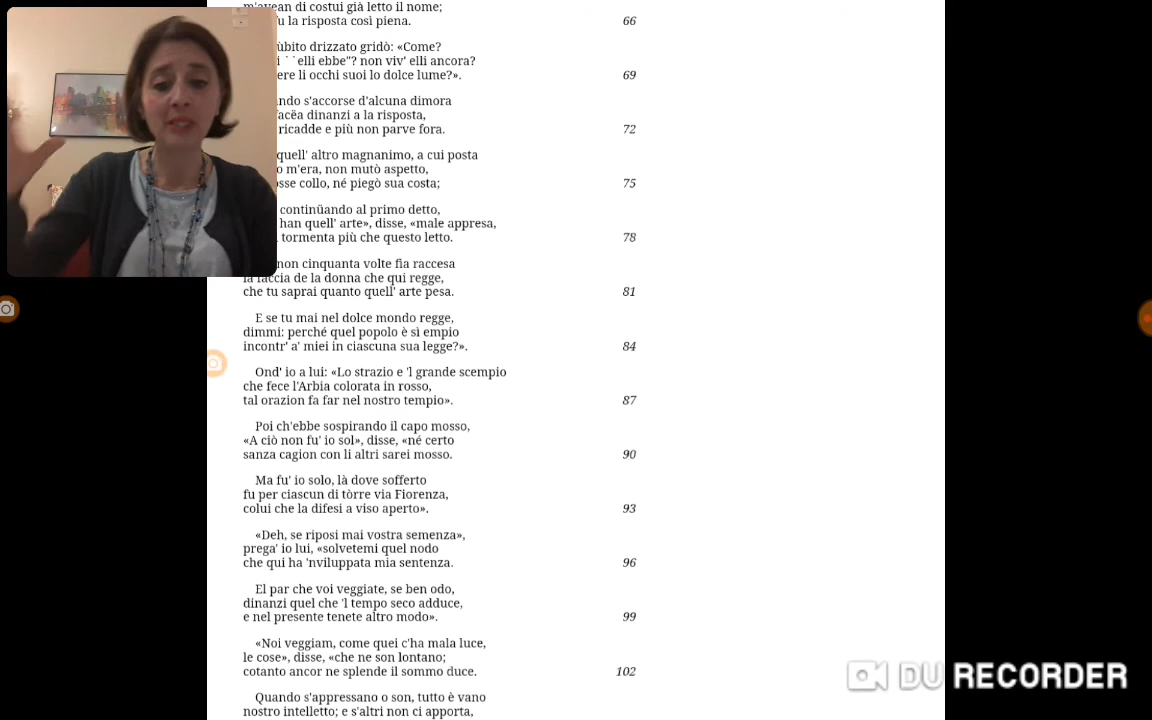 m'avean di costui già letto il nome;
fu la risposta così piena.
66
ùbito drizzato gridò: «Come?
elli ebbe"? non viv' elli ancora?
ere li occhi suoi lo dolce lume?».
69
ando s'accorse d'alcuna dimora
facëa dinanzi a la risposta,
ricadde e più non parve fora.
72
quell' altro magnanimo, a cui posta
o m'era, non mutò aspetto,
osse collo, né piegò sua costa;
75
continüando al primo detto,
han quell' arte», disse, «male appresa,
tormenta più che questo letto.
78
non cinquanta volte fia raccesa
la faccia de la donna che qui regge,
che tu saprai quanto quell' arte pesa.
81
E se tu mai nel dolce mondo regge,
dimmi: perché quel popolo è sì empio
incontr' a' miei in ciascuna sua legge?».
84
Ond' io a lui: «Lo strazio e 'l grande scempio
che fece l'Arbia colorata in rosso,
tal orazion fa far nel nostro tempio».
87
Poi ch'ebbe sospirando il capo mosso,
«A ciò non fu' io sol», disse, «né certo
sanza cagion con li altri sarei mosso.
90
Ma fu' io solo, là dove sofferto
fu per ciascun di tòrre via Fiorenza,
colui che la difesi a viso aperto».
93
«Deh, se riposi mai vostra semenza»,
prega' io lui, «solvetemi quel nodo
che qui ha 'nviluppata mia sentenza.
96
El par che voi veggiate, se ben odo,
dinanzi quel che 'l tempo seco adduce,
e nel presente tenete altro modo».
99
«Noi veggiam, come quei c'ha mala luce,
le cose», disse, «che ne son lontano;
cotanto ancor ne splende il sommo duce.
102
Quando s'appressano o son, tutto è vano
nostro intelletto; e s'altri non ci apporta,
DU RECORDER